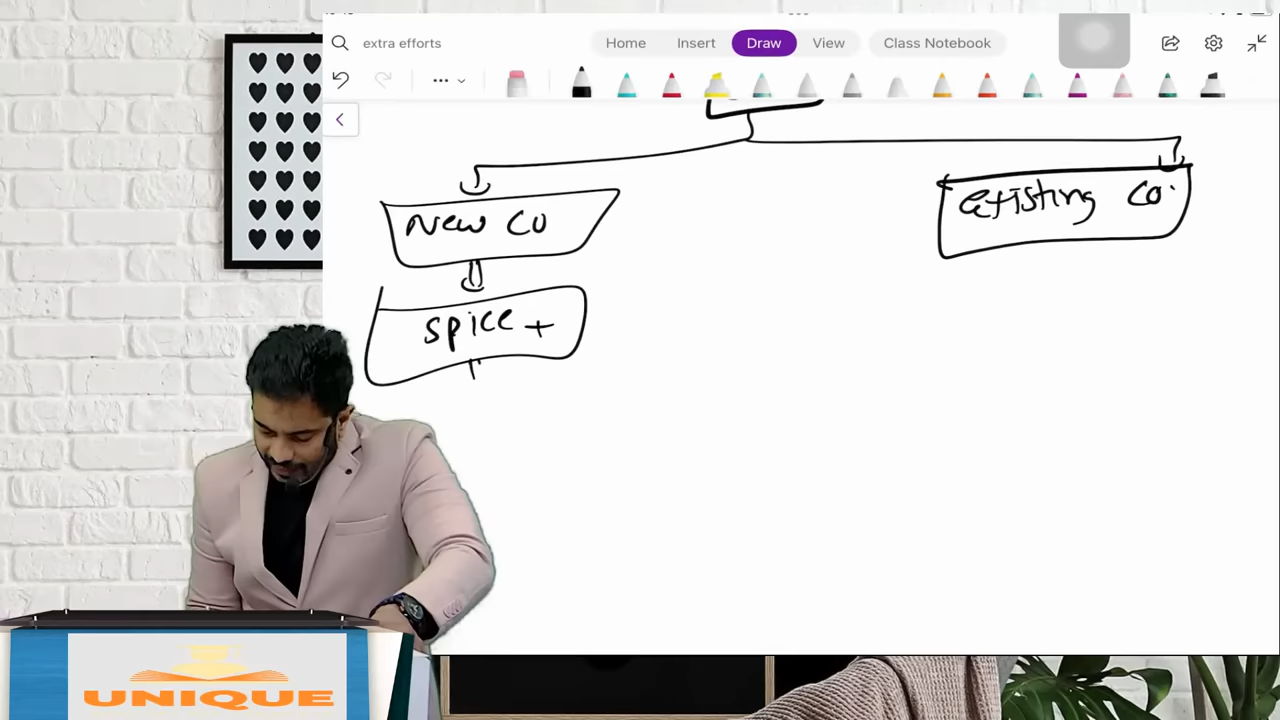 extra efforts
Home Insert Draw View Class Notebook
New Co
existing Co.
Spice +
UNIQUE